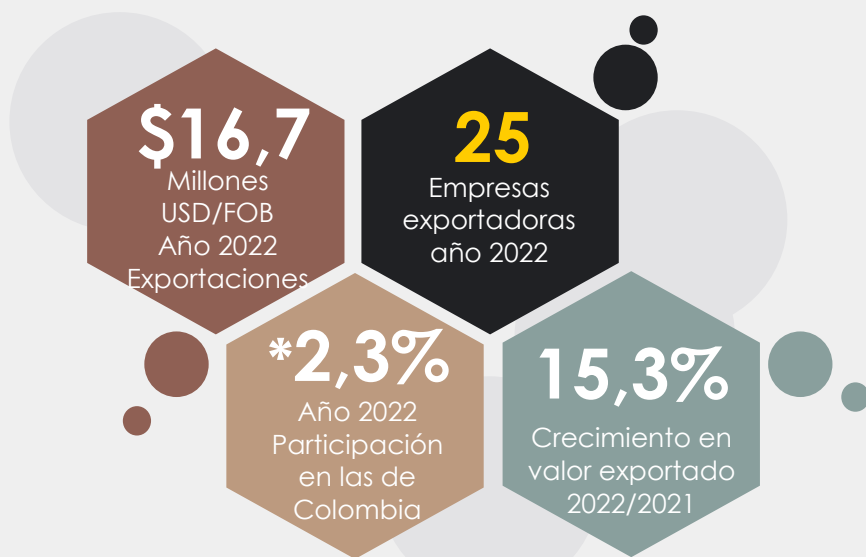 $16,7
Millones
USD/FOB
Año 2022
Exportaciones
25
Empresas
exportadoras
año 2022
*2,3%
Año 2022
Participación
en las de
Colombia
15,3%
Crecimiento en
valor exportado
2022/2021